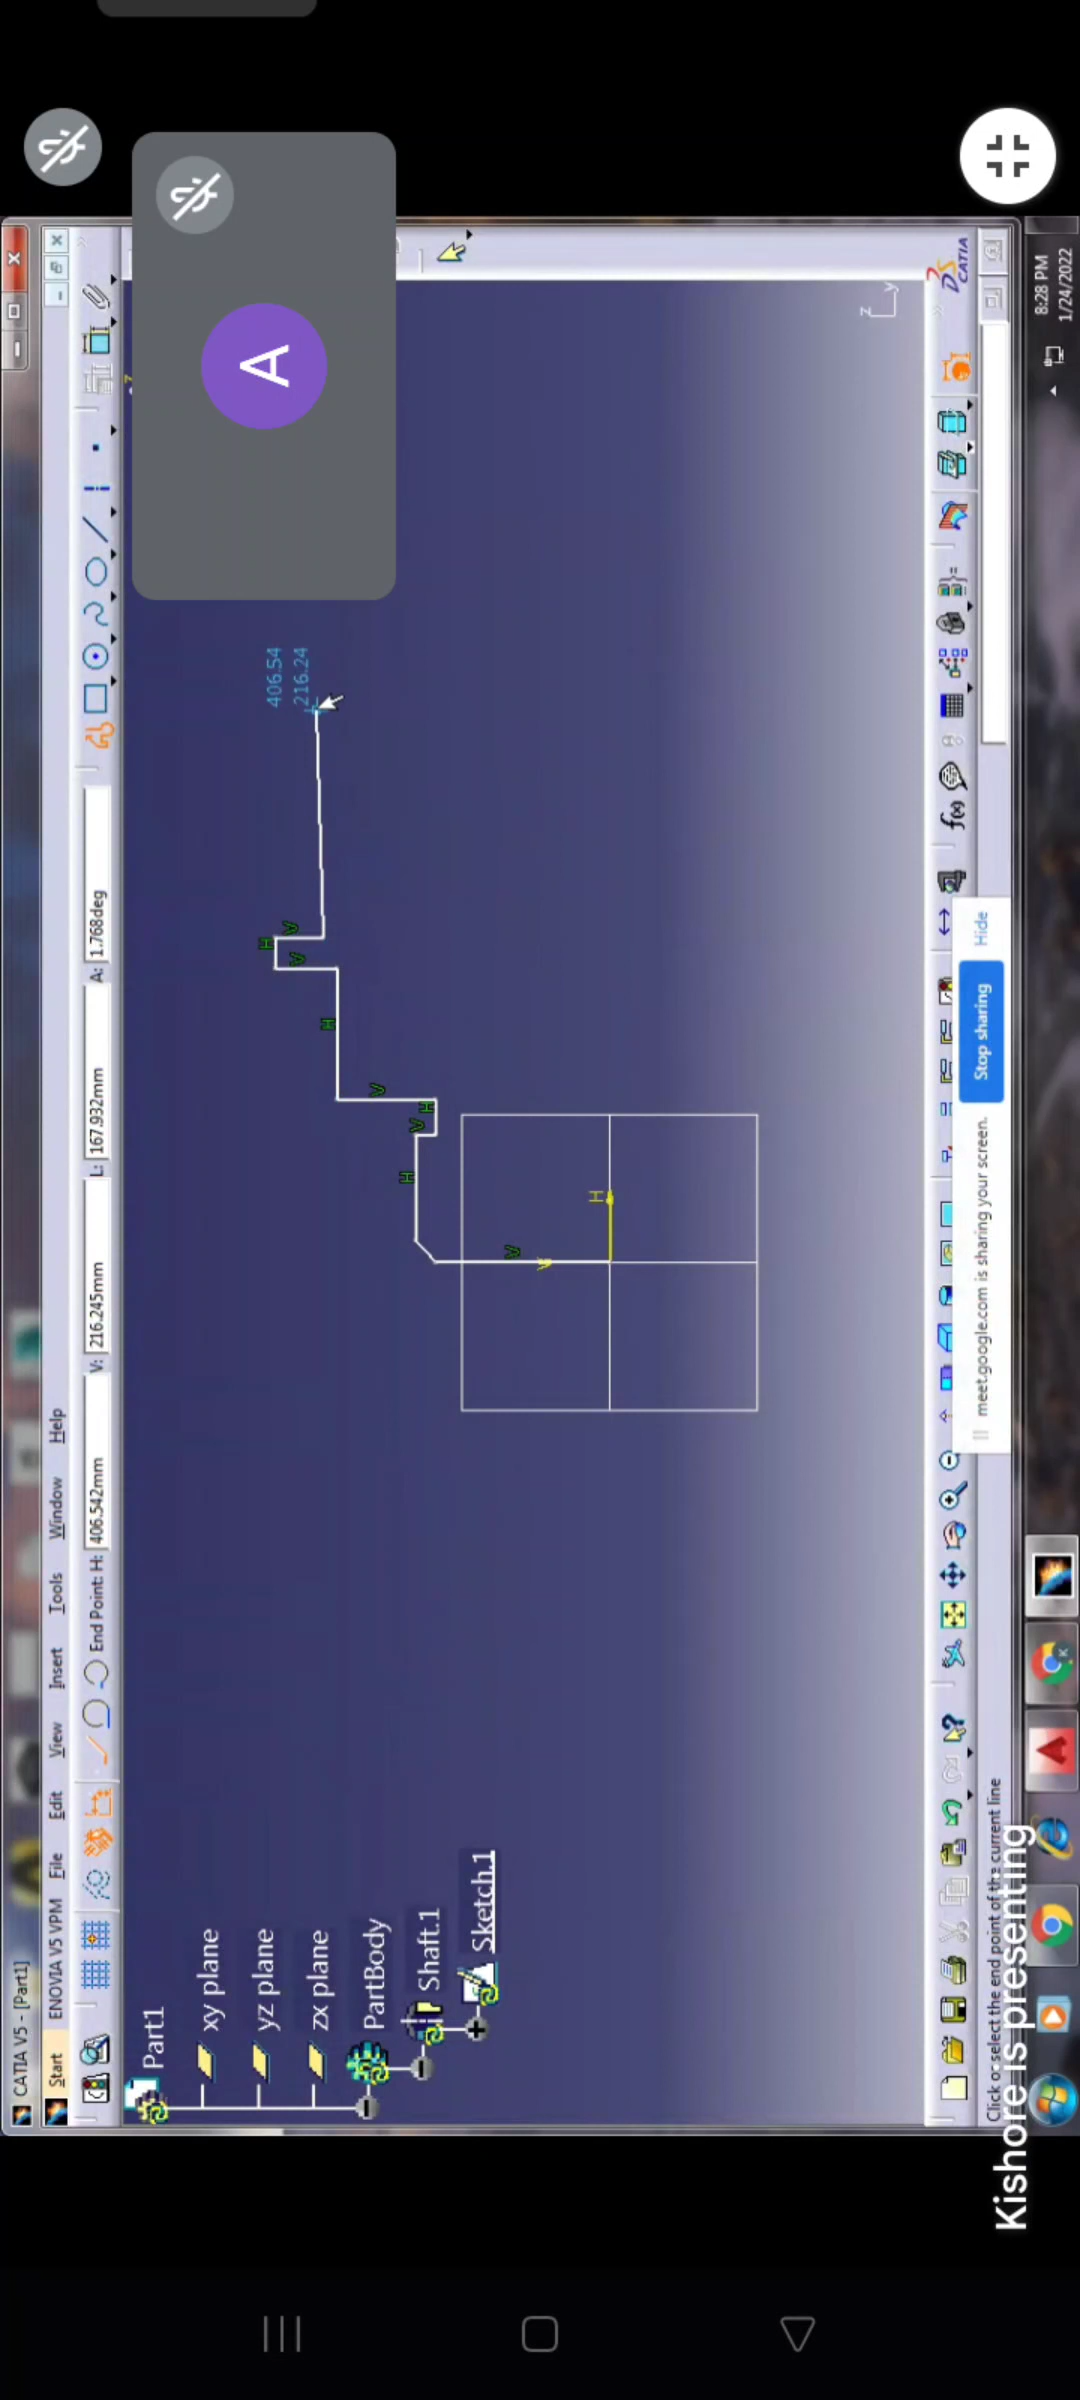 CATIA V5 - [Part1]
Start ENOVIA V5 VPM File Edit View Insert Tools Window Help
End Point: H: 406.542mm V: 216.245mm L: 167.932mm A: 1.768deg
A
Part1
xy plane
yz plane
zx plane
PartBody
Shaft.1
Sketch.1
406.54
216.24
H
V
V
H
V
H
V
H
V
V
H
z
y
f(x)
DS CATIA
meet.google.com is sharing your screen. Stop sharing Hide
Click or select the end point of the current line
Kishore is presenting
8:28 PM
1/24/2022